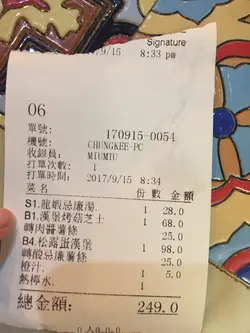 Signature
/9/15 8:33 pm
06
單號: 170915-0054
機號: CHUNGKEE-PC
收銀員: MIUMIU
打單次數: 1
打單時間: 2017/9/15 8:34
菜名 份數 金額
S1.龍蝦忌廉湯. 1 28.0
B1.漢堡烤菇芝士 1 68.0
轉肉醬薯條 25.0
B4.松露蛋漢堡 1 98.0
轉酸忌廉薯條 25.0
橙汁. 1 5.0
熱檸水. 1
總金額: 249.0